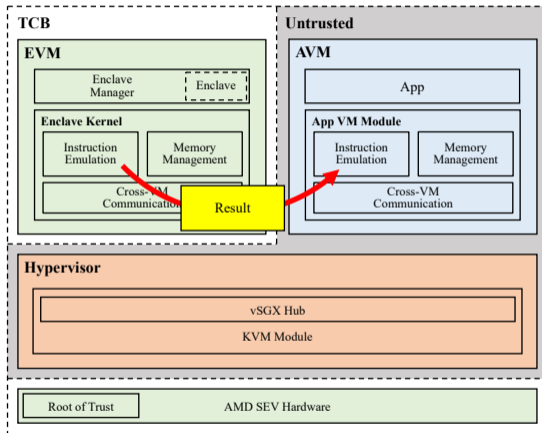 TCB
Untrusted
EVM
AVM
Enclave
Manager
Enclave
App
Enclave Kernel
App VM Module
Instruction
Emulation
Memory
Management
Instruction
Emulation
Memory
Management
Cross-VM
Communication
Result
Cross-VM
Communication
Hypervisor
vSGX Hub
KVM Module
Root of Trust
AMD SEV Hardware